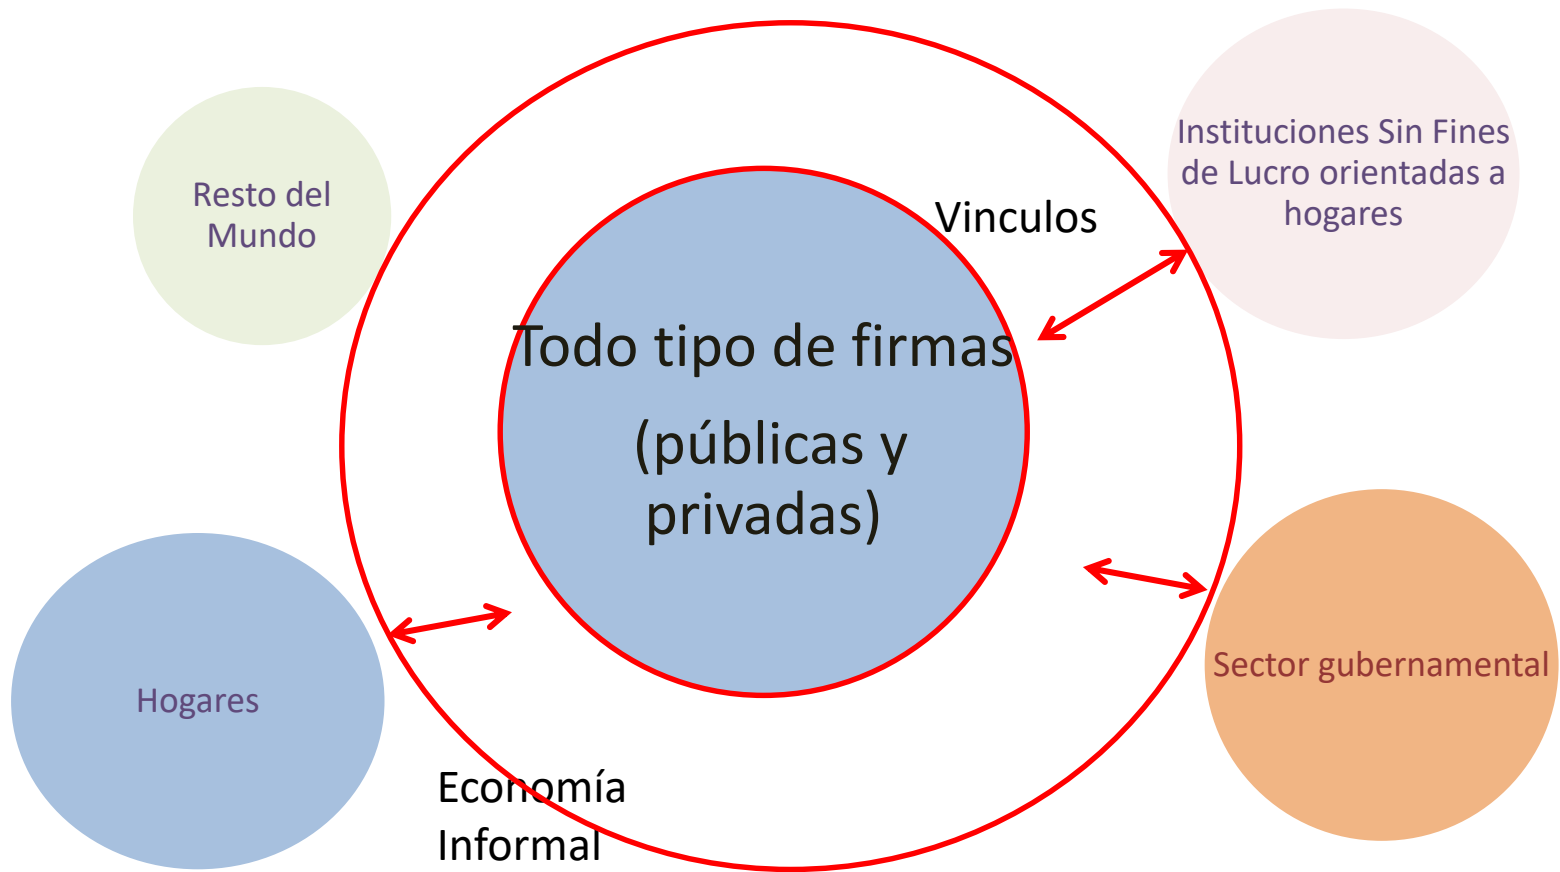 Resto del
Mundo
Instituciones Sin Fines
de Lucro orientadas a
hogares
Vinculos
Todo tipo de firmas
(públicas y
privadas)
Hogares
Sector gubernamental
Economía
Informal